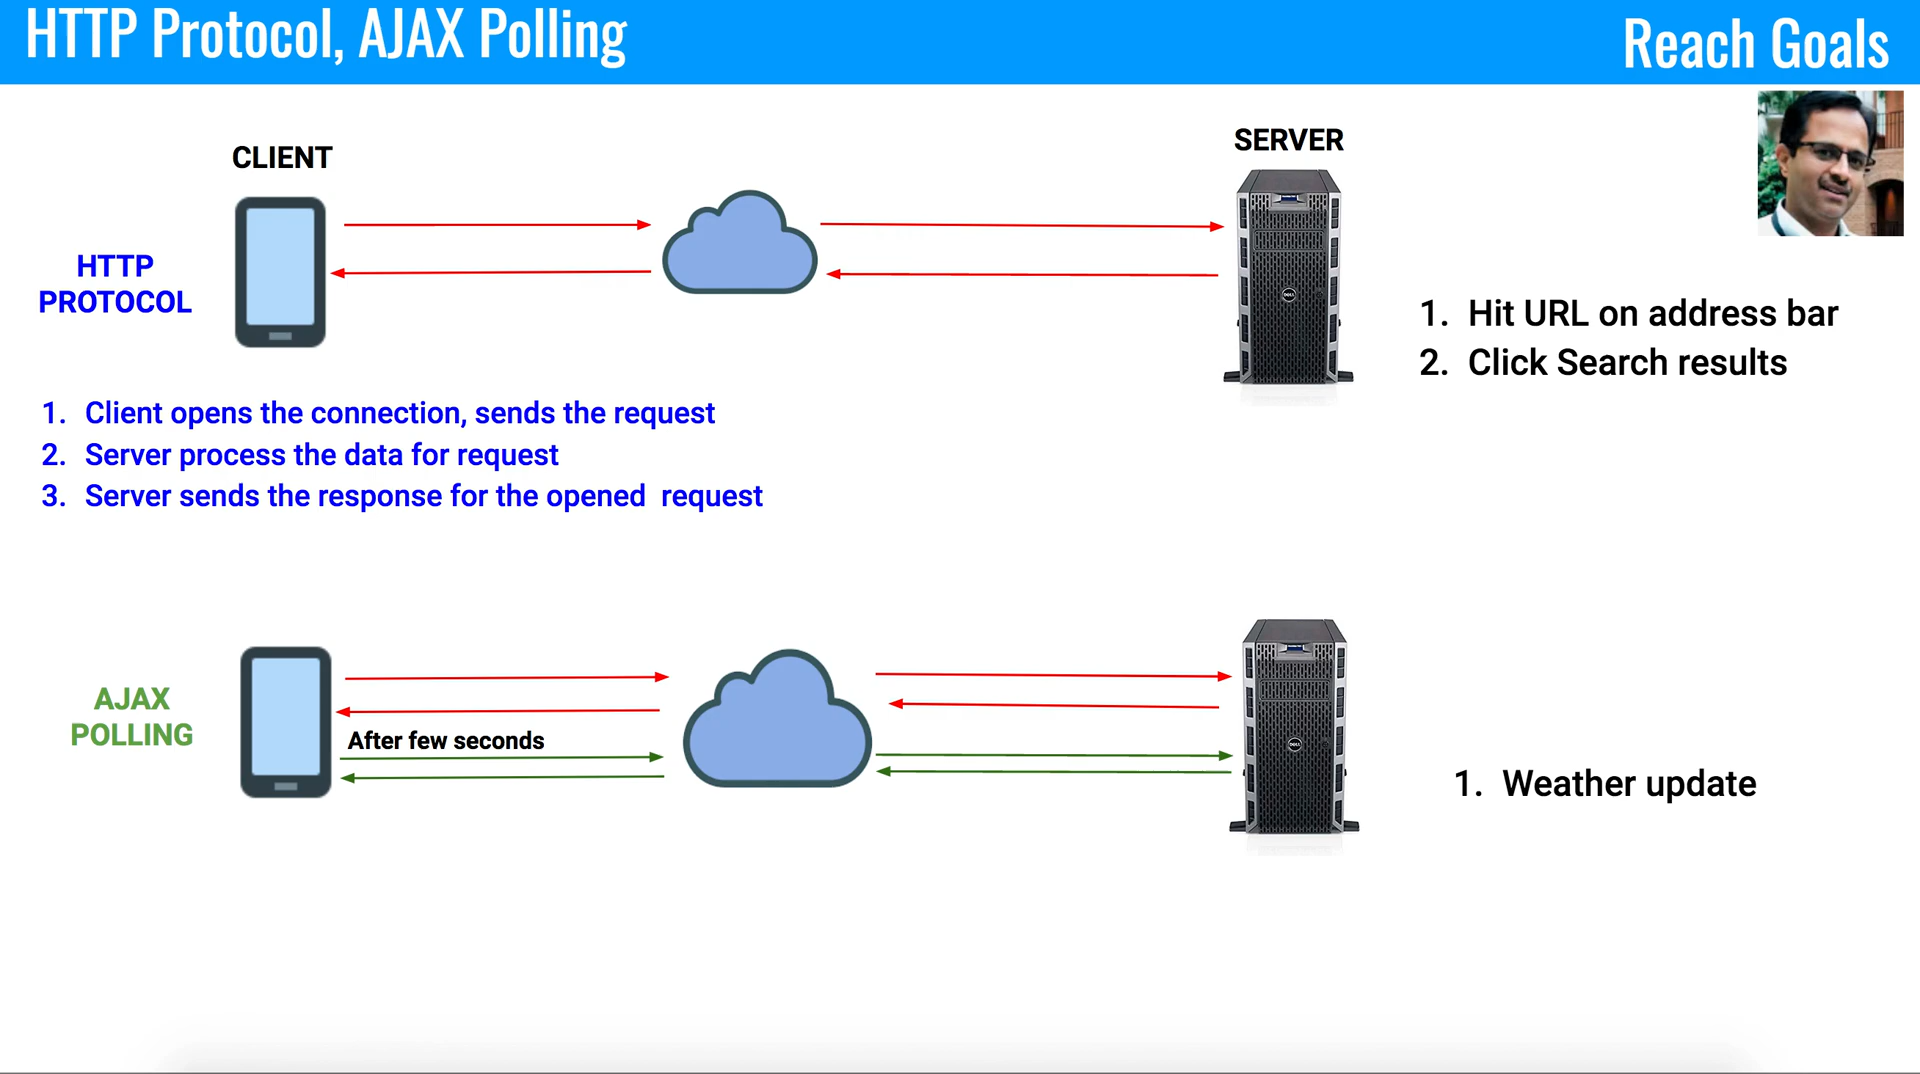 HTTP Protocol, AJAX Polling
Reach Goals
CLIENT
SERVER
HTTP
PROTOCOL
1. Hit URL on address bar
2. Click Search results
1. Client opens the connection, sends the request
2. Server process the data for request
3. Server sends the response for the opened  request
AJAX
POLLING
After few seconds
1. Weather update